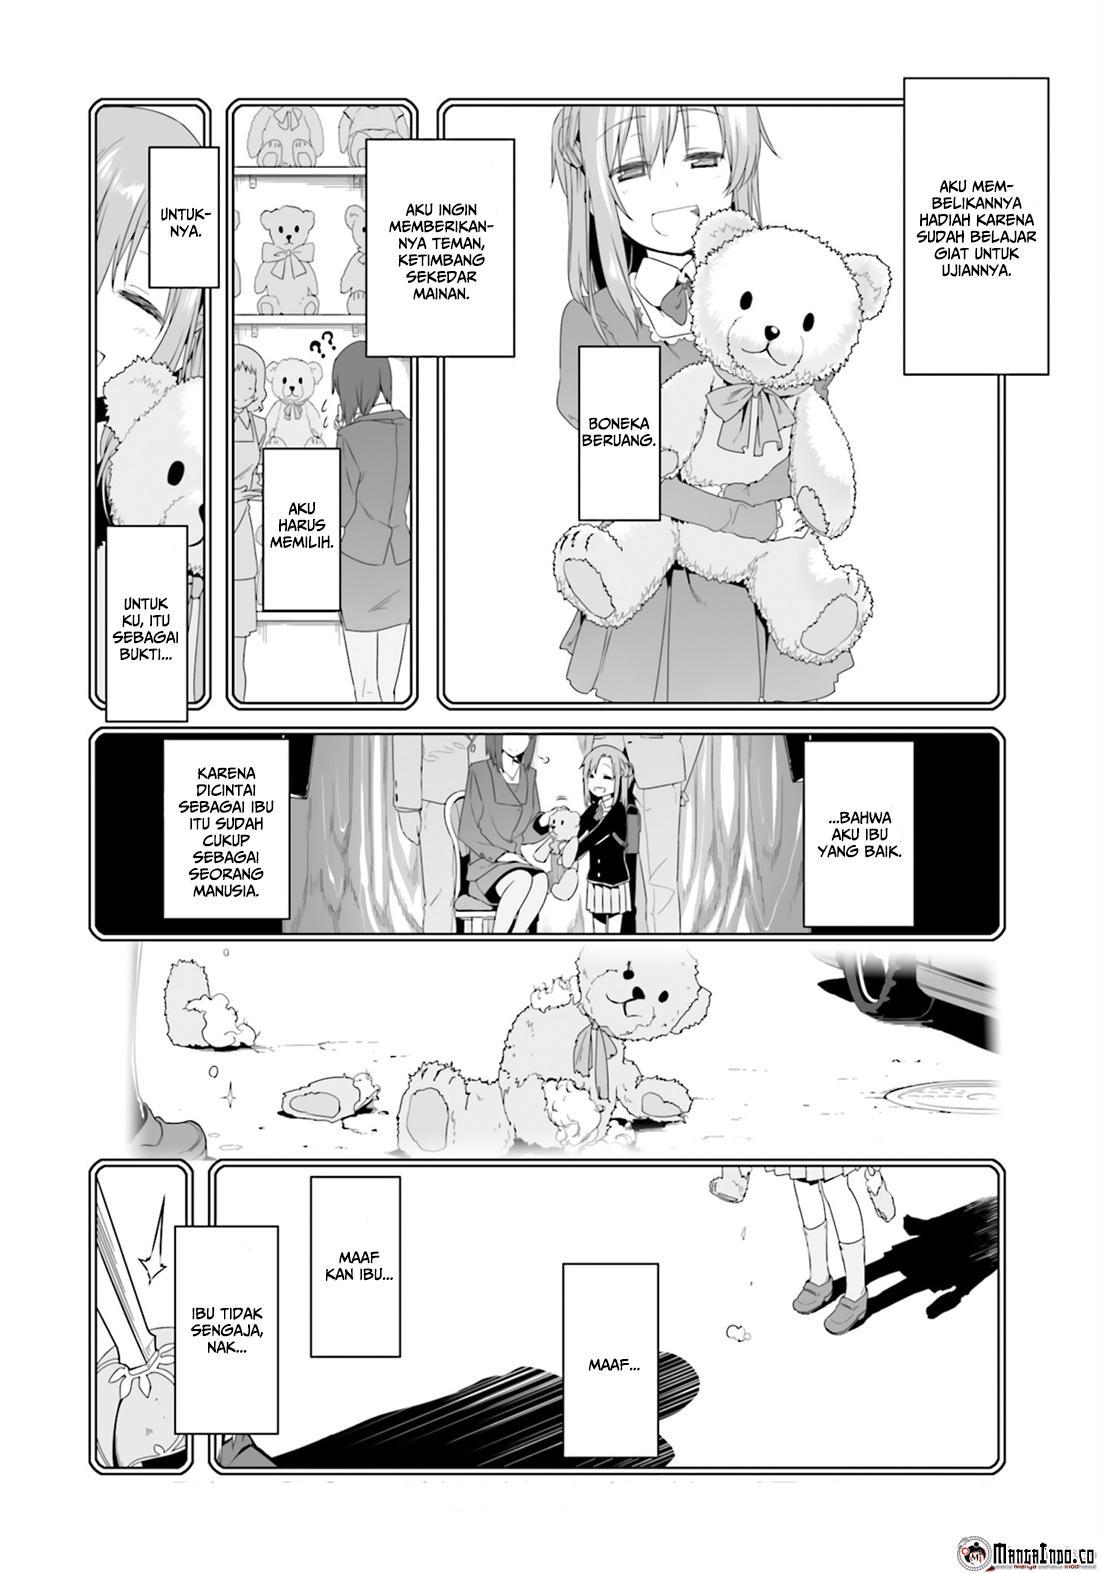 AKU MEM-
BELIKANNYA
HADIAH KARENA
SUDAH BELAJAR
GIAT UNTUK
UJIANNYA.
BONEKA
BERUANG.
AKU INGIN
MEMBERIKAN-
NYA TEMAN,
KETIMBANG
SEKEDAR
MAINAN.
??
AKU
HARUS
MEMILIH.
UNTUK-
NYA.
UNTUK
KU, ITU
SEBAGAI
BUKTI...
...BAHWA
AKU IBU
YANG BAIK.
KARENA
DICINTAI
SEBAGAI IBU
ITU SUDAH
CUKUP
SEBAGAI
SEORANG
MANUSIA.
MAAF...
MAAF
KAN IBU...
IBU TIDAK
SENGAJA,
NAK...
MANGAINDO.CO